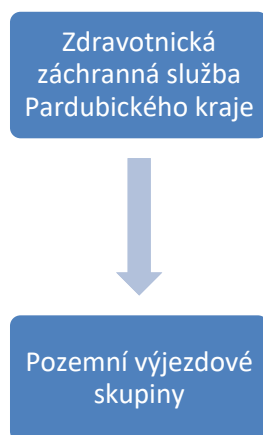 Zdravotnická
záchranná služba
Pardubického kraje
Pozemní výjezdové
skupiny